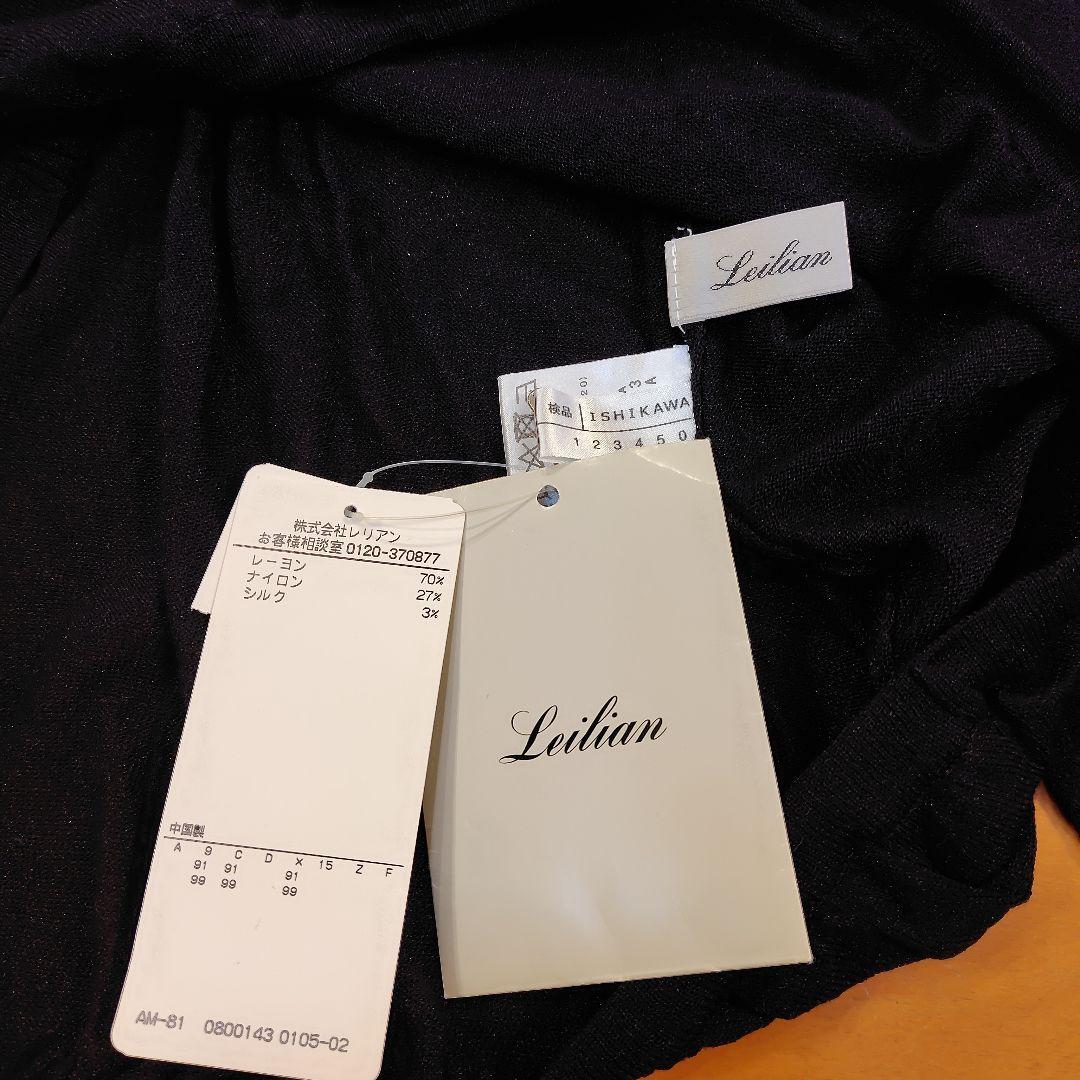 Leilian
20)
A3A
検品 ISHIKAWA
1 2 3 4 5 0
株式会社レリアン
お客様相談室 0120-370877
レーヨン 70%
ナイロン 27%
シルク 3%
中国製
A 9 C D X 15 Z F
91 91 91
99 99 99
AM-81 0800143 0105-02
Leilian